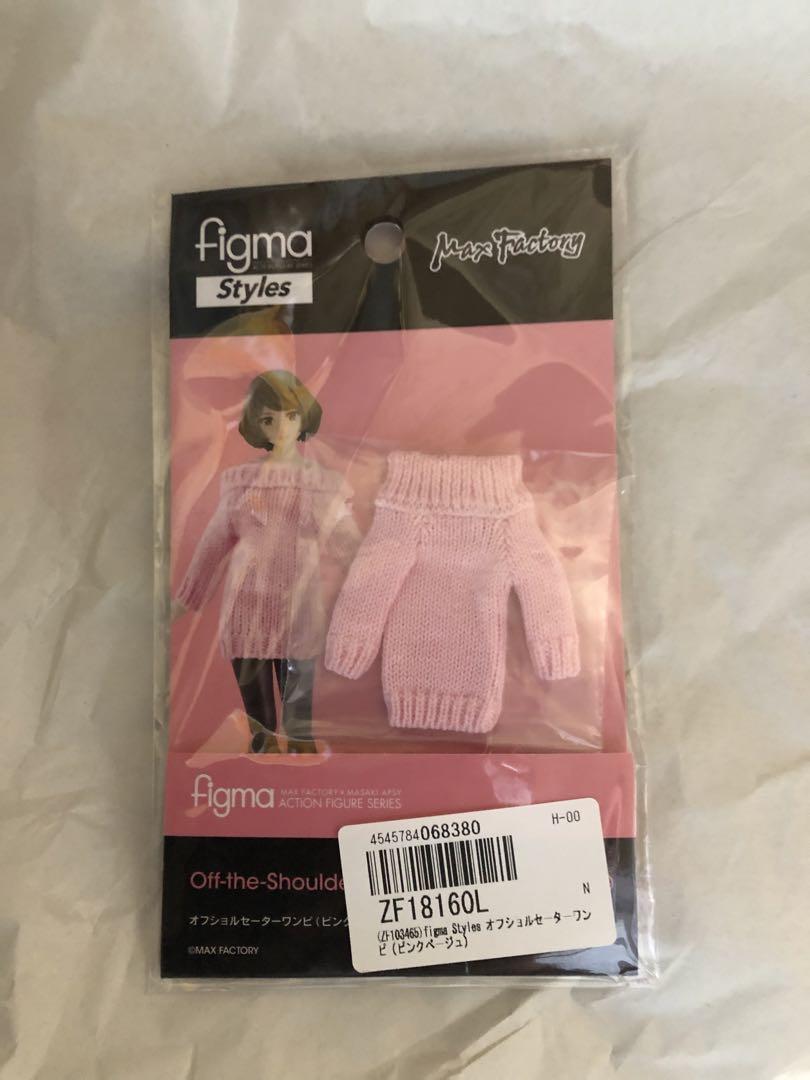 figma
Styles
Max Factory
figma
MAX FACTORY × MASAKI APSY
ACTION FIGURE SERIES
Off-the-Shoulde
オフショルセーターワンピ(ピンク
©MAX FACTORY
4545784068380
H-00
ZF18160L
N
(ZF103465)figma Styles オフショルセーターワン
ピ(ピンクベージュ)